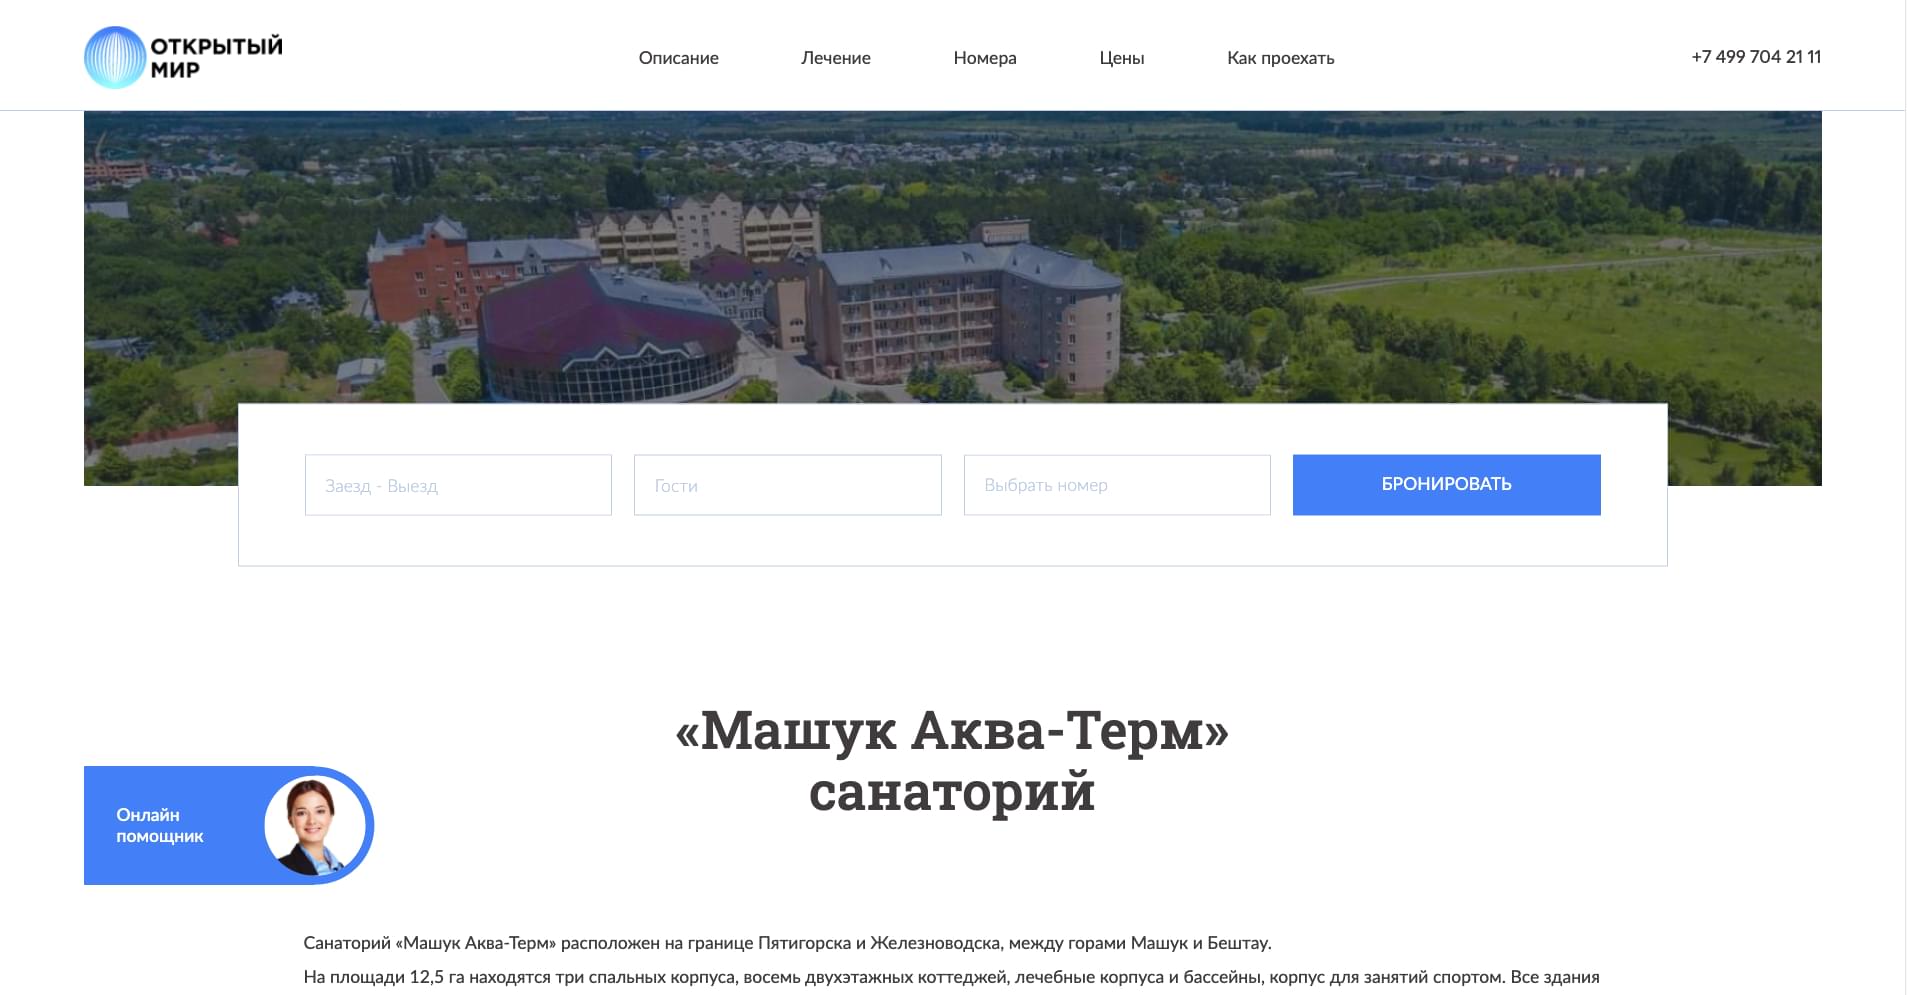 ОТКРЫТЫЙ
МИР
Описание
Лечение
Номера
Цены
Как проехать
+7 499 704 21 11
Заезд - Выезд
Гости
Выбрать номер
БРОНИРОВАТЬ
«Машук Аква-Терм»
санаторий
Онлайн
помощник
Санаторий «Машук Аква-Терм» расположен на границе Пятигорска и Железноводска, между горами Машук и Бештау.
На площади 12,5 га находятся три спальных корпуса, восемь двухэтажных коттеджей, лечебные корпуса и бассейны, корпус для занятий спортом. Все здания